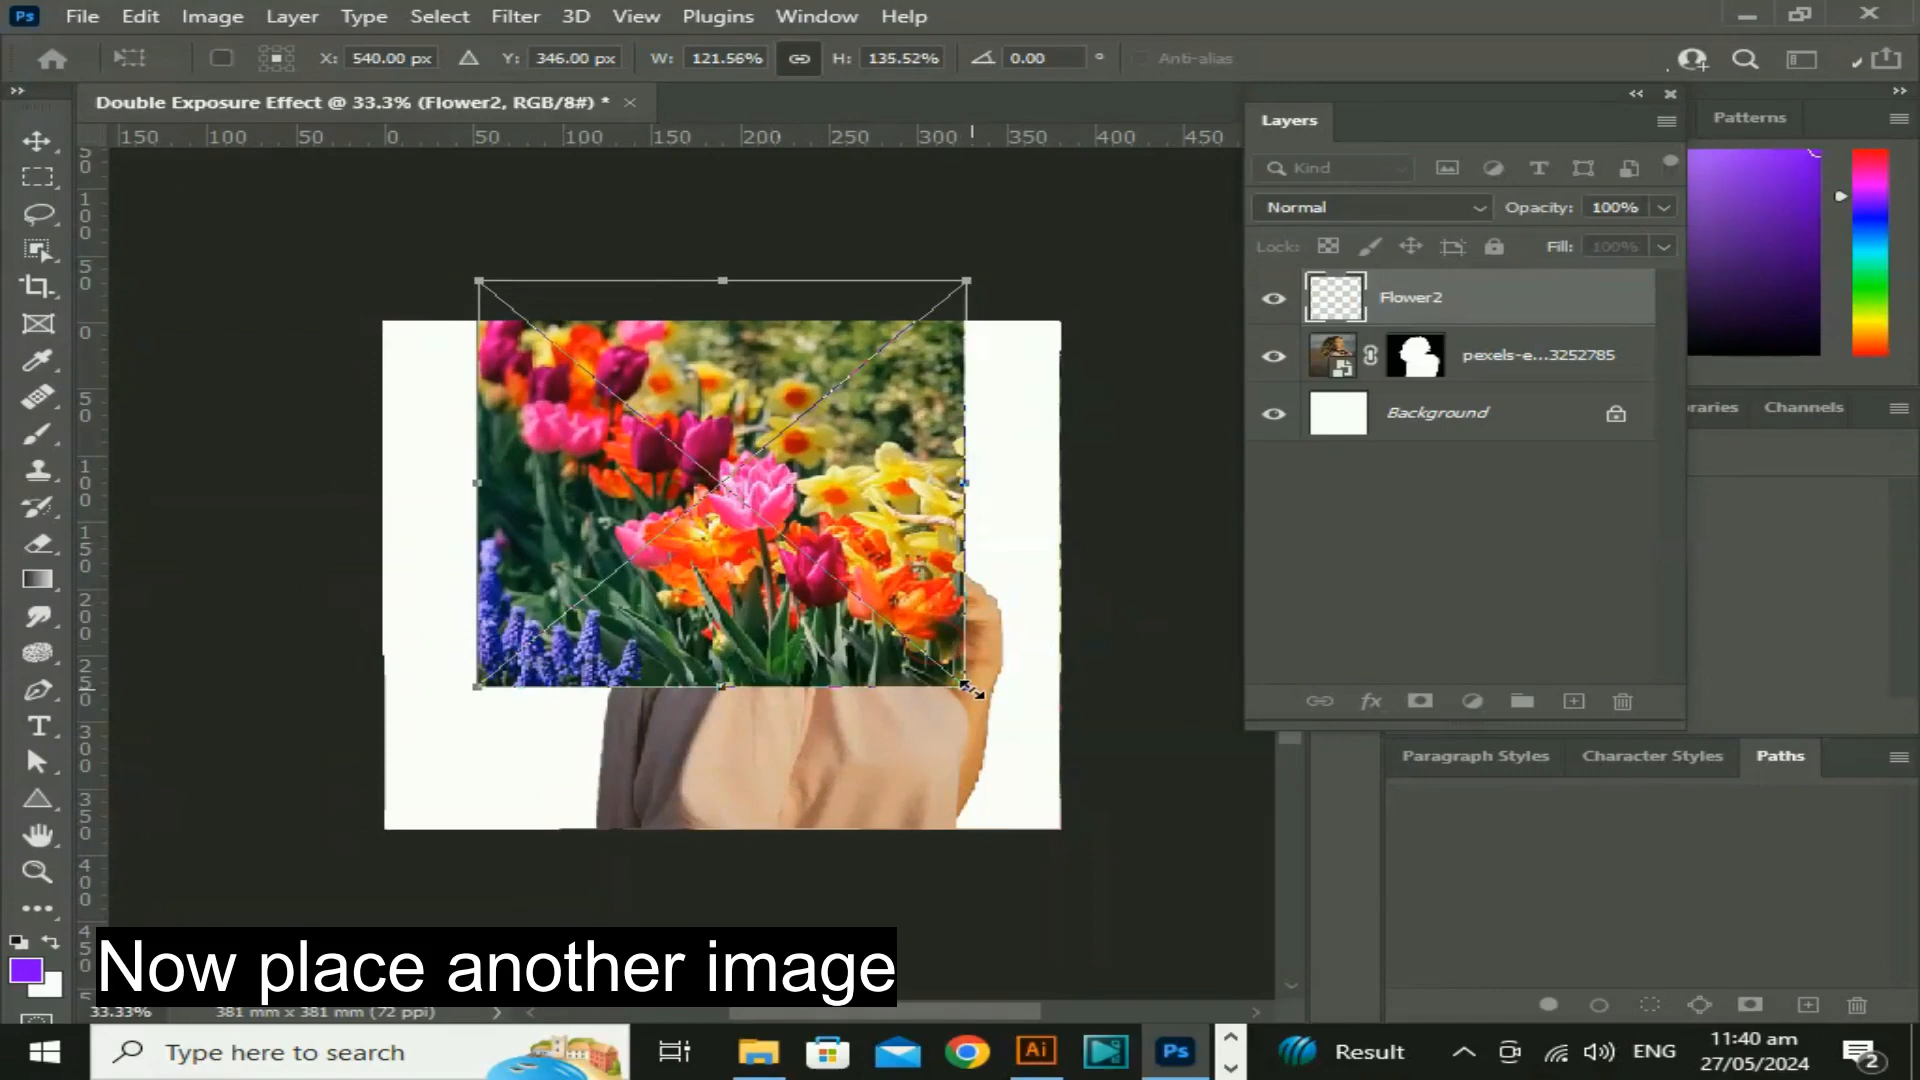 Ps File Edit Image Layer Type Select Filter 3D View Plugins Window Help
X: 540.00 px Y: 346.00 px W: 121.56% H: 135.52% 0.00 ° Anti-alias
Double Exposure Effect @ 33.3% (Flower2, RGB/8#) * ×
150 100 50 0 50 100 150 200 250 300 350 400 450
Layers
Patterns
Kind
Normal Opacity: 100%
Lock: Fill: 100%
Flower2
pexels-e...3252785
Background
raries Channels
Paragraph Styles Character Styles Paths
Now place another image
33.33% 381 mm x 381 mm (72 ppi)
Type here to search
Ai
Ps
Result
ENG
11:40 am
27/05/2024
2